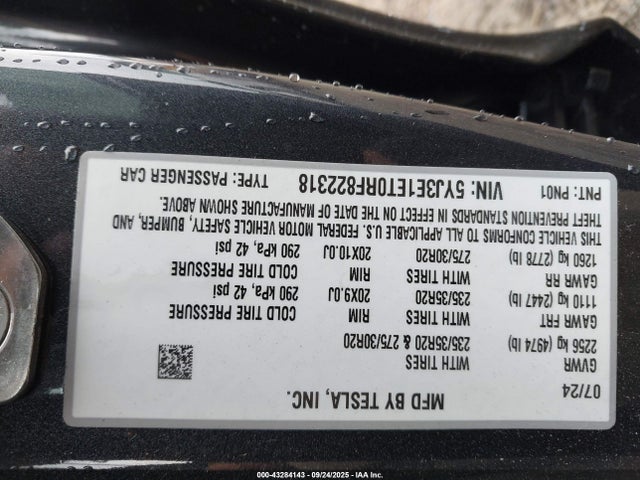 MFD BY TESLA, INC.
07/24
GVWR WITH TIRES
2256 kg (4974 lb) 235/35R20 & 275/30R20
GAWR FRT WITH TIRES RIM COLD TIRE PRESSURE
1110 kg (2447 lb) 235/35R20 20X9.0J 290 kPa, 42 psi
GAWR RR WITH TIRES RIM COLD TIRE PRESSURE
1260 kg (2778 lb) 275/30R20 20X10.0J 290 kPa, 42 psi
THIS VEHICLE CONFORMS TO ALL APPLICABLE U.S. FEDERAL MOTOR VEHICLE SAFETY, BUMPER, AND
THEFT PREVENTION STANDARDS IN EFFECT ON THE DATE OF MANUFACTURE SHOWN ABOVE.
PNT: PN01 VIN: 5YJ3E1ET0RF822318 TYPE: PASSENGER CAR
000-43284143 - 09/24/2025 - IAA Inc.